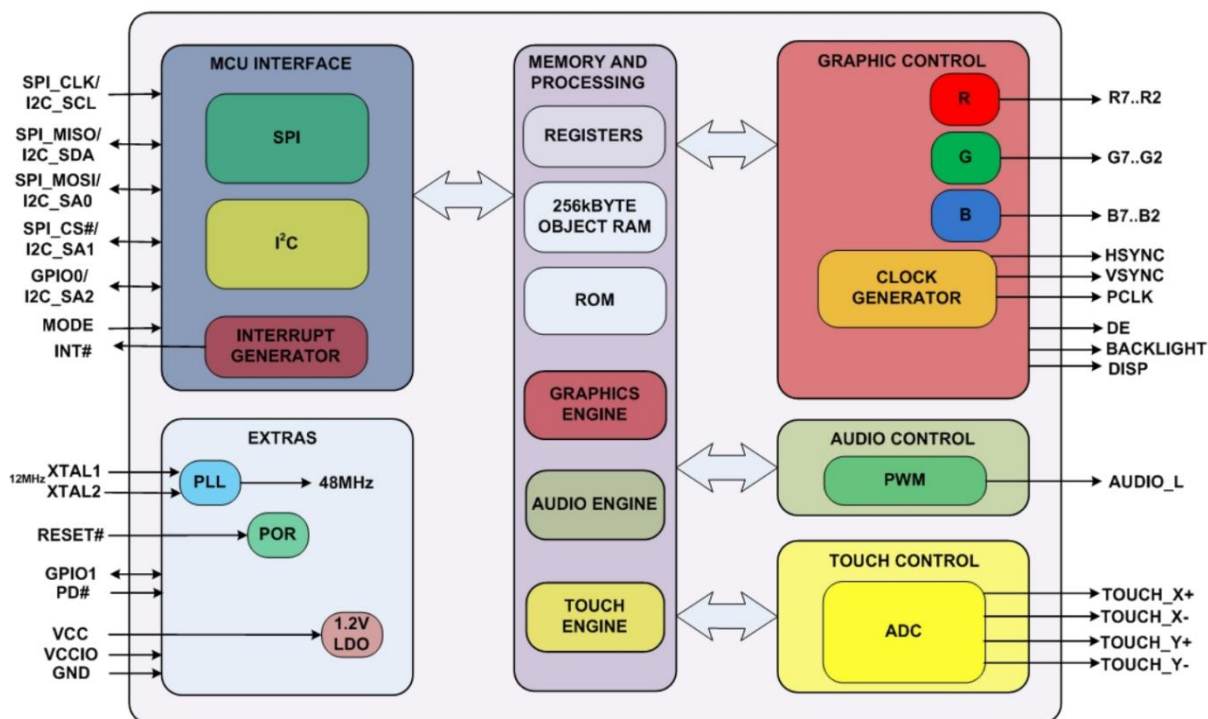 MCU INTERFACE
SPI_CLK/
I2C_SCL
SPI_MISO/
I2C_SDA
SPI_MOSI/
I2C_SA0
SPI_CS#/
I2C_SA1
GPIO0/
I2C_SA2
MODE
INT#
SPI
I²C
INTERRUPT
GENERATOR
EXTRAS
12MHz XTAL1
XTAL2
PLL
48MHz
RESET#
POR
GPIO1
PD#
VCC
VCCIO
GND
1.2V
LDO
MEMORY AND
PROCESSING
REGISTERS
256kBYTE
OBJECT RAM
ROM
GRAPHICS
ENGINE
AUDIO ENGINE
TOUCH
ENGINE
GRAPHIC CONTROL
R
R7..R2
G
G7..G2
B
B7..B2
CLOCK
GENERATOR
HSYNC
VSYNC
PCLK
DE
BACKLIGHT
DISP
AUDIO CONTROL
PWM
AUDIO_L
TOUCH CONTROL
ADC
TOUCH_X+
TOUCH_X-
TOUCH_Y+
TOUCH_Y-